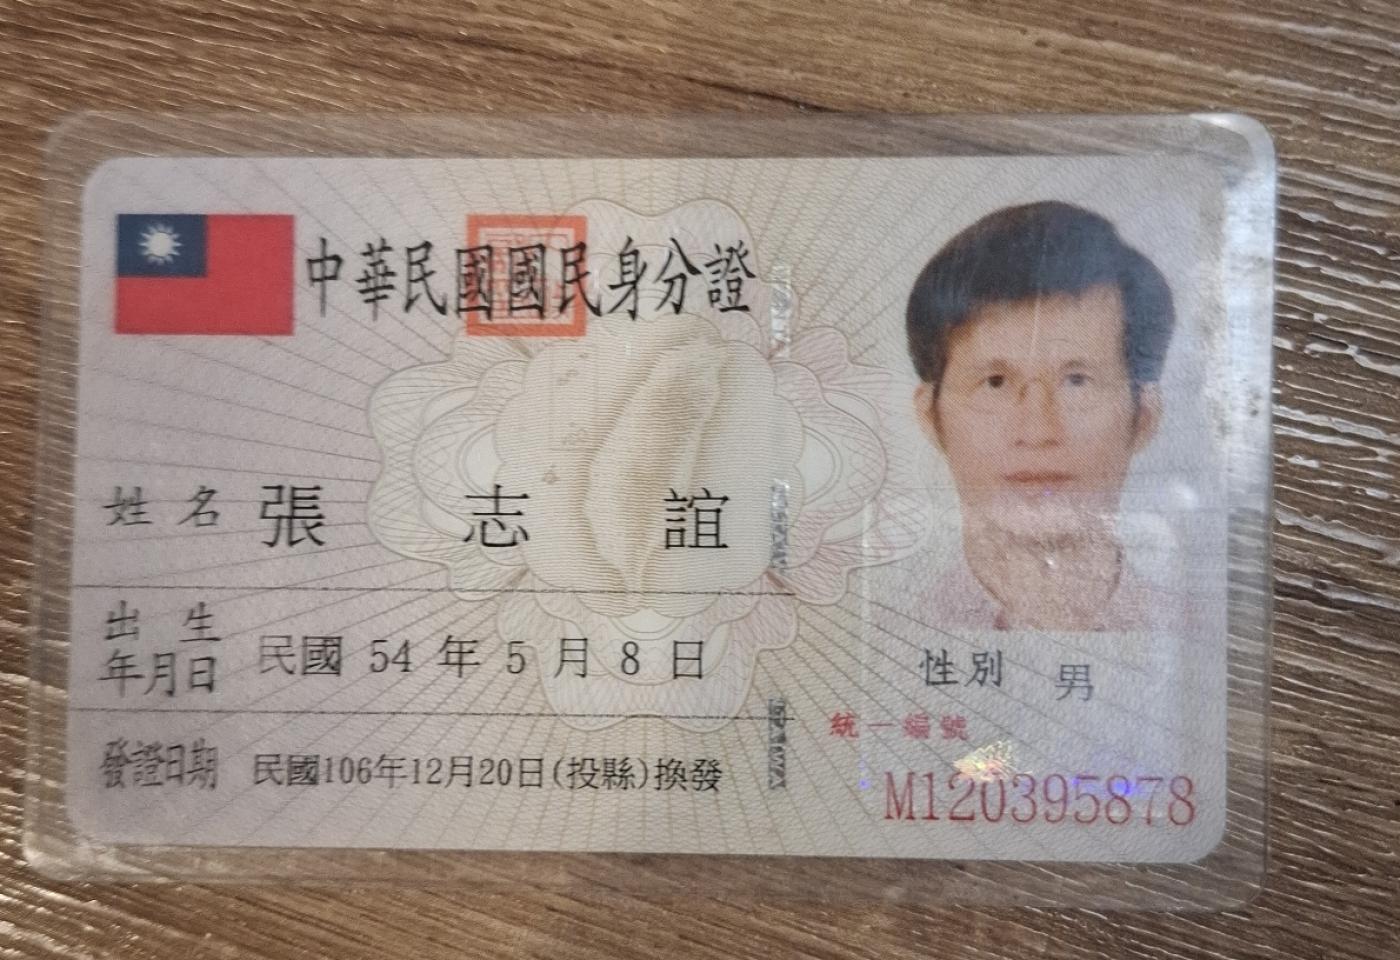 中華民國國民身分證
姓名 張志誼
出生年月日 民國 54 年 5 月 8 日
性別 男
發證日期 民國106年12月20日(投縣)換發
統一編號
M120395878